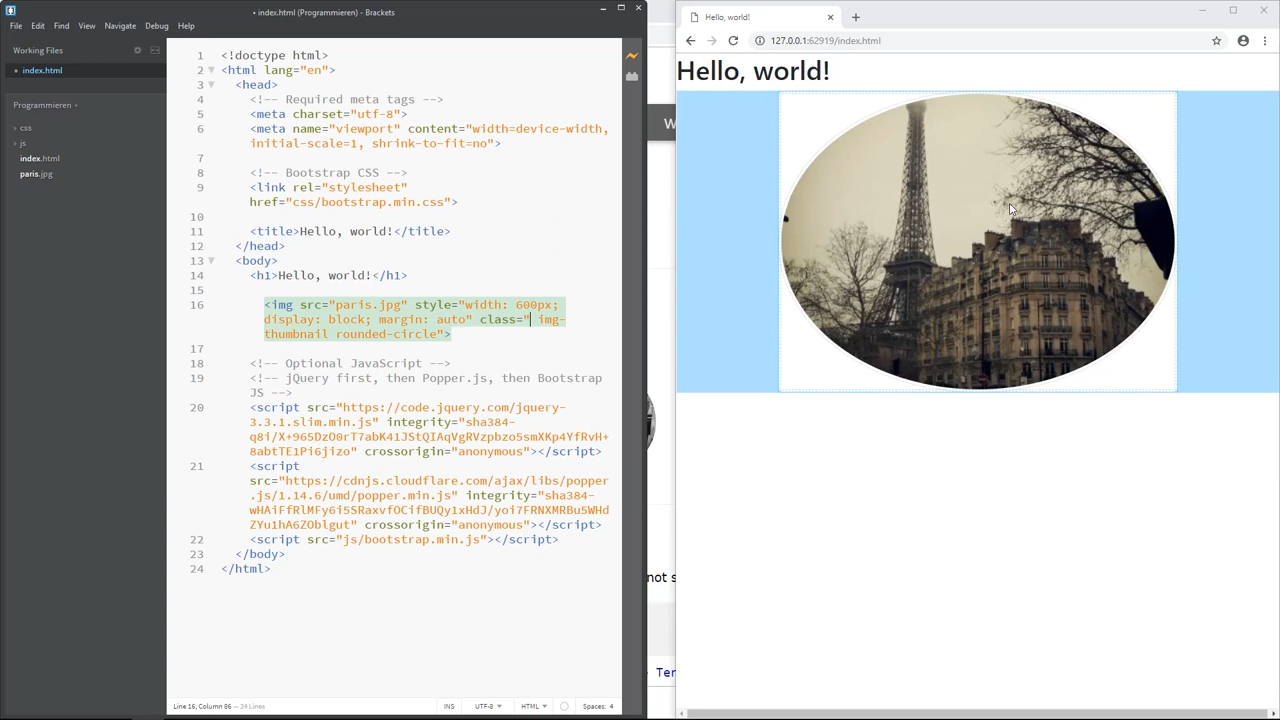 • index.html (Programmieren) - Brackets
File Edit Find View Navigate Debug Help
Working Files
• index.html
Programmieren
css
js
index.html
paris.jpg
1 <!doctype html>
2 <html lang="en">
3 <head>
4 <!-- Required meta tags -->
5 <meta charset="utf-8">
6 <meta name="viewport" content="width=device-width,
initial-scale=1, shrink-to-fit=no">
7
8 <!-- Bootstrap CSS -->
9 <link rel="stylesheet"
href="css/bootstrap.min.css">
10
11 <title>Hello, world!</title>
12 </head>
13 <body>
14 <h1>Hello, world!</h1>
15
16 <img src="paris.jpg" style="width: 600px;
display: block; margin: auto" class=" img-
thumbnail rounded-circle">
17
18 <!-- Optional JavaScript -->
19 <!-- jQuery first, then Popper.js, then Bootstrap
JS -->
20 <script src="https://code.jquery.com/jquery-
3.3.1.slim.min.js" integrity="sha384-
q8i/X+965DzO0rT7abK41JStQIAqVgRVzpbzo5smXKp4YfRvH+
8abtTE1Pi6jizo" crossorigin="anonymous"></script>
21 <script
src="https://cdnjs.cloudflare.com/ajax/libs/popper
.js/1.14.6/umd/popper.min.js" integrity="sha384-
wHAiFfRlMFy6i5SRaxvfOCifBUQy1xHdJ/yoi7FRNXMRBu5WHd
ZYu1hA6ZOblgut" crossorigin="anonymous"></script>
22 <script src="js/bootstrap.min.js"></script>
23 </body>
24 </html>
Line 16, Column 86 — 24 Lines
INS UTF-8 HTML Spaces: 4
W
not s
Ter
Hello, world!
127.0.0.1:62919/index.html
Hello, world!